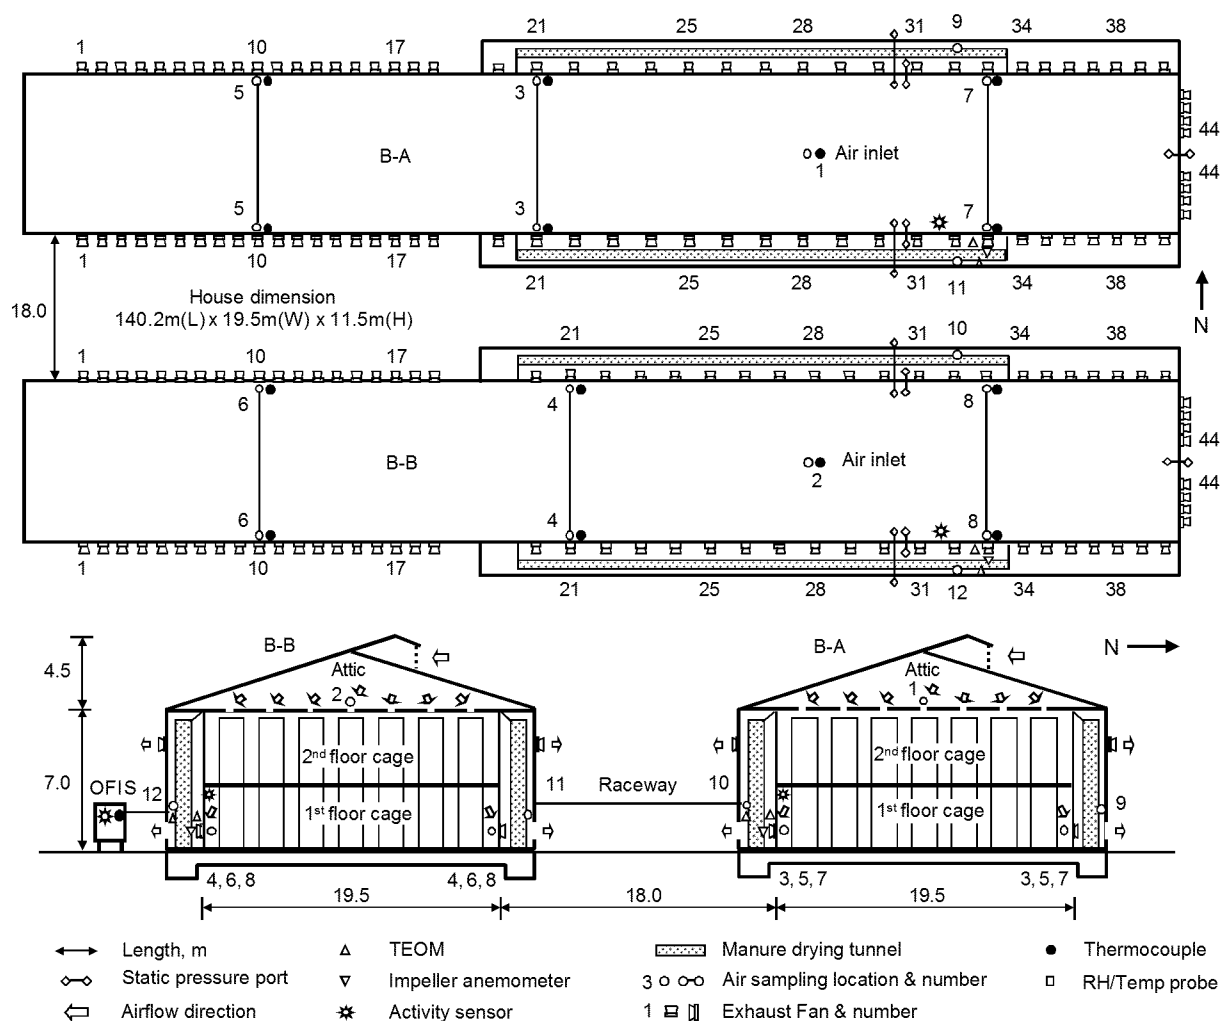 1 10 17 21 25 28 31 9 34 38
5 3 7
44
B-A Air inlet
1
44
5 3 7
1 10 17 21 25 28 31 11 34 38
18.0
House dimension
140.2m(L) x 19.5m(W) x 11.5m(H)
N
1 10 17 21 25 28 31 10 34 38
6 4 8
44
B-B Air inlet
2
44
6 4 8
1 10 17 21 25 28 31 12 34 38
B-B B-A N
4.5
Attic Attic
2 1
2nd floor cage 2nd floor cage
7.0 OFIS 12 11 Raceway 10 9
1st floor cage 1st floor cage
4, 6, 8 4, 6, 8 3, 5, 7 3, 5, 7
19.5 18.0 19.5
Length, m TEOM Manure drying tunnel Thermocouple
Static pressure port Impeller anemometer 3 Air sampling location & number RH/Temp probe
Airflow direction Activity sensor 1 Exhaust Fan & number